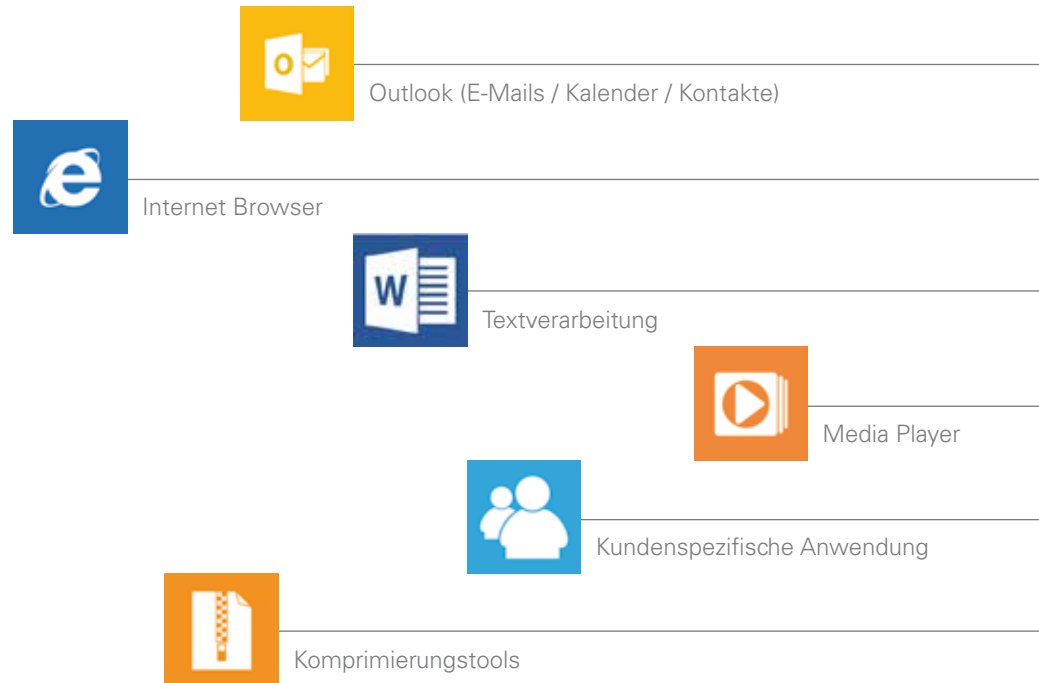 O
Outlook (E-Mails / Kalender / Kontakte)
e
Internet Browser
W
Textverarbeitung
Media Player
Kundenspezifische Anwendung
Komprimierungstools